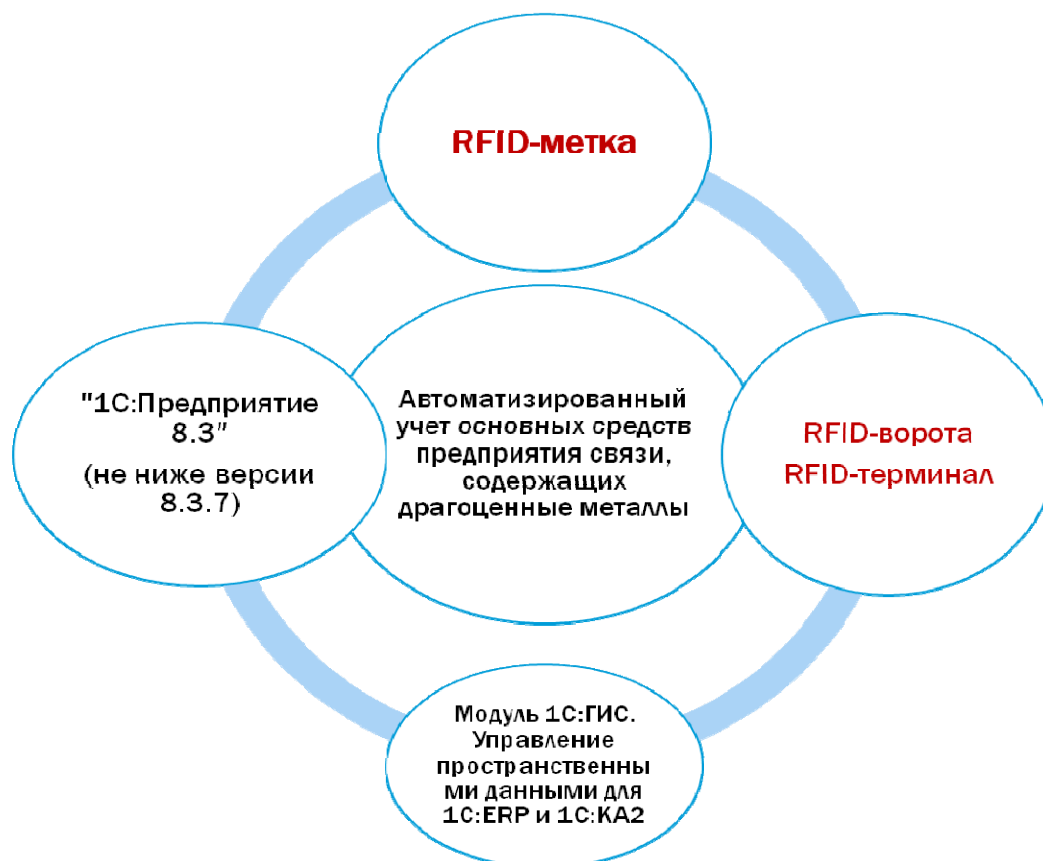 RFID-метка
"1С:Предприятие
8.3"
(не ниже версии
8.3.7)
Автоматизированный
учет основных средств
предприятия связи,
содержащих
драгоценные металлы
RFID-ворота
RFID-терминал
Модуль 1С:ГИС.
Управление
пространственны
ми данными для
1С:ERP и 1С:КА2